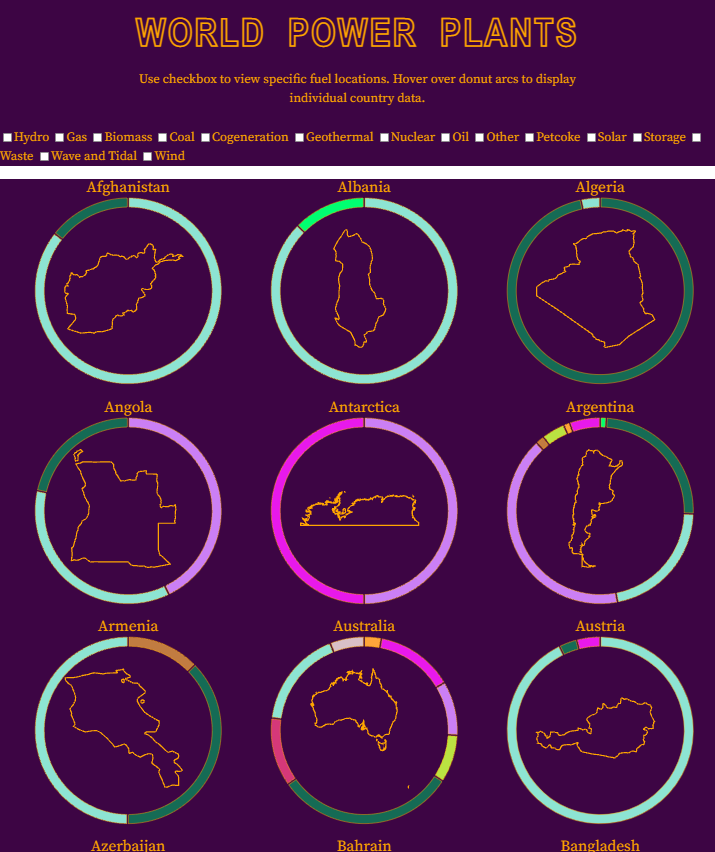 WORLD POWER PLANTS
Use checkbox to view specific fuel locations. Hover over donut arcs to display
individual country data.
Hydro Gas Biomass Coal Cogeneration Geothermal Nuclear Oil Other Petcoke Solar Storage
Waste Wave and Tidal Wind
Afghanistan Albania Algeria
Angola Antarctica Argentina
Armenia Australia Austria
Azerbaijan Bahrain Bangladesh